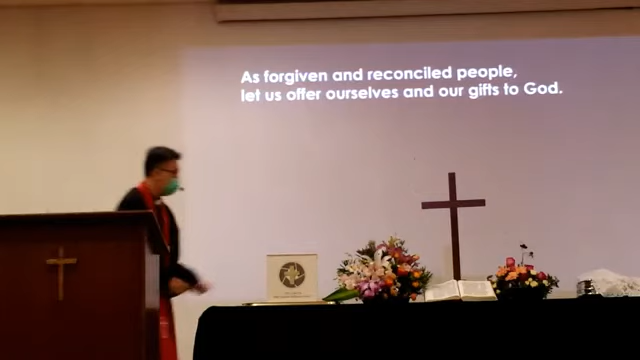 As forgiven and reconciled people,
let us offer ourselves and our gifts to God.